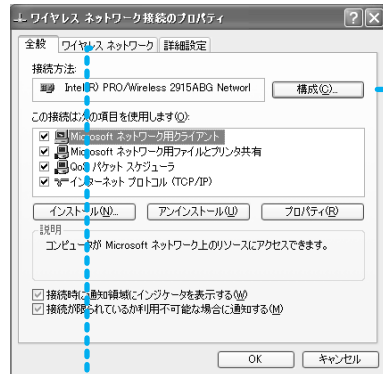 ワイヤレス ネットワーク接続のプロパティ
全般 ワイヤレス ネットワーク 詳細設定
接続方法:
Intel(R) PRO/Wireless 2915ABG Networl
構成(C)...
この接続は次の項目を使用します(O):
Microsoft ネットワーク用クライアント
Microsoft ネットワーク用ファイルとプリンタ共有
QoS パケット スケジューラ
インターネット プロトコル (TCP/IP)
インストール(N)... アンインストール(U) プロパティ(R)
説明
コンピュータが Microsoft ネットワーク上のリソースにアクセスできます。
接続時に通知領域にインジケータを表示する(W)
接続が限られているか利用不可能な場合に通知する(M)
OK キャンセル